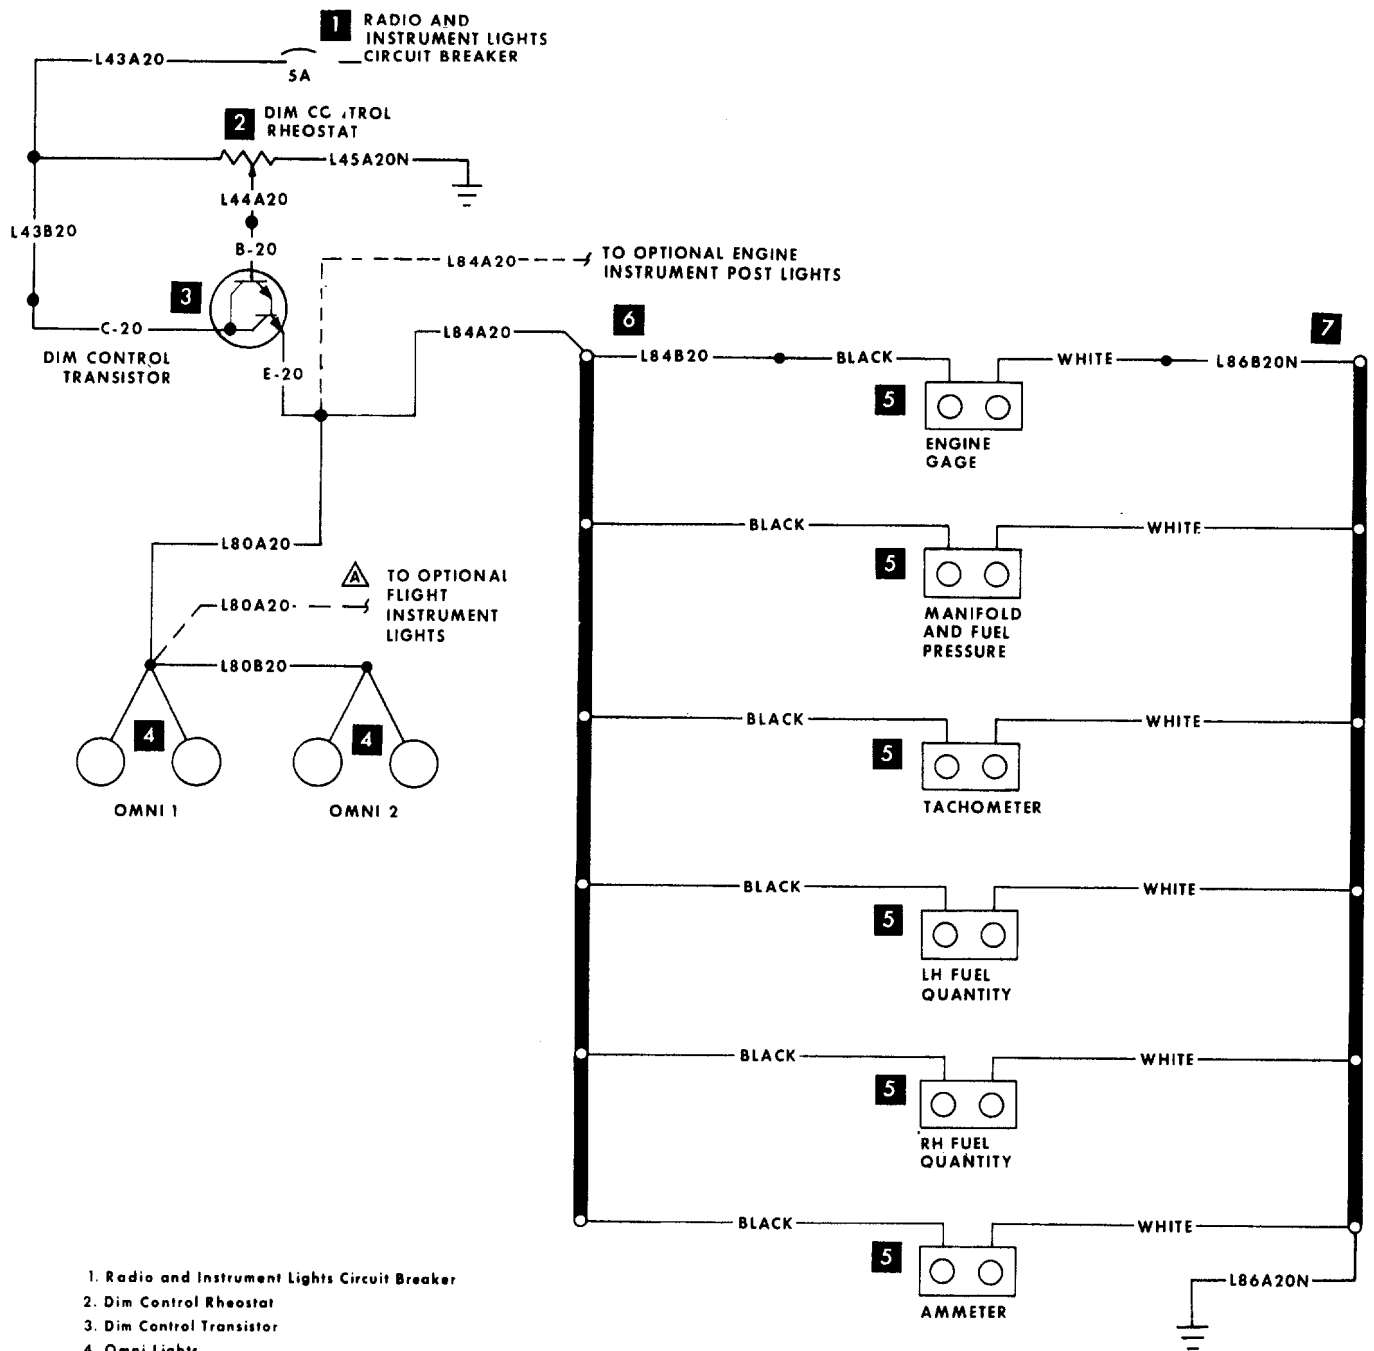 1
RADIO AND
INSTRUMENT LIGHTS
CIRCUIT BREAKER
L43A20
5A
2
DIM CC .TROL
RHEOSTAT
L45A20N
L44A20
L43B20
B-20
L84A20
TO OPTIONAL ENGINE
INSTRUMENT POST LIGHTS
3
C-20
DIM CONTROL
TRANSISTOR
E-20
L84A20
6
7
L84B20
BLACK
WHITE
L86B20N
5
ENGINE
GAGE
BLACK
WHITE
5
MANIFOLD
AND FUEL
PRESSURE
L80A20
A
TO OPTIONAL
FLIGHT
INSTRUMENT
LIGHTS
L80A20
L80B20
4
4
OMNI 1
OMNI 2
BLACK
WHITE
5
TACHOMETER
BLACK
WHITE
5
LH FUEL
QUANTITY
BLACK
WHITE
5
RH FUEL
QUANTITY
BLACK
WHITE
5
AMMETER
L86A20N
1. Radio and Instrument Lights Circuit Breaker
2. Dim Control Rheostat
3. Dim Control Transistor
4. Omni Lights